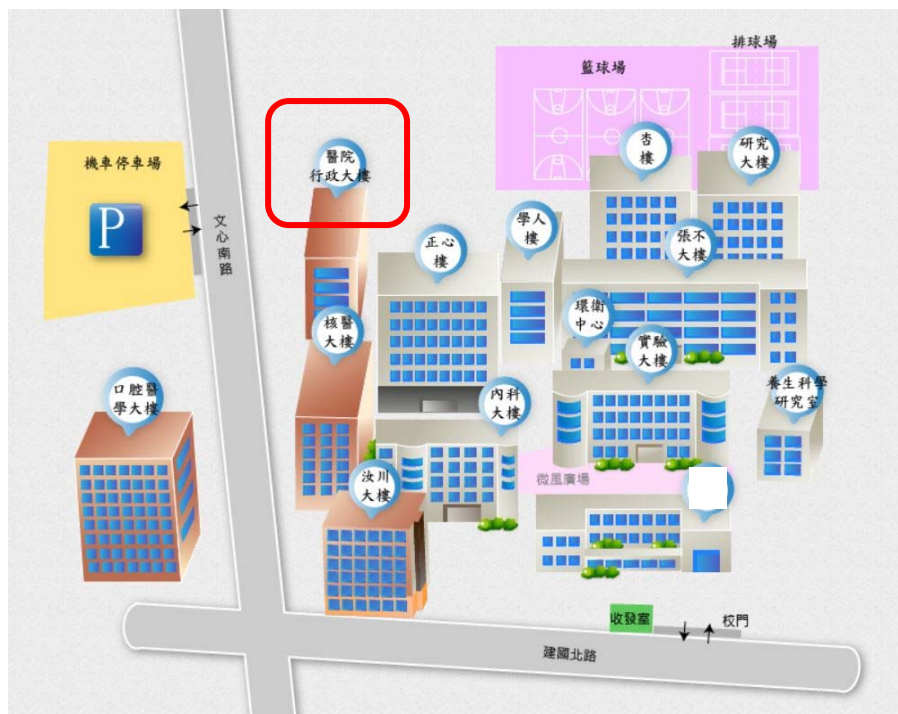 排球場
籃球場
杏
樓
研究
大樓
醫院
行政大樓
機車停車場
P
學人
樓
文心南路
正心
樓
張不
大樓
環衛
中心
核醫
大樓
實驗
大樓
口腔醫
學大樓
內科
大樓
養生科學
研究室
汝川
大樓
微風廣場
收發室
校門
建國北路